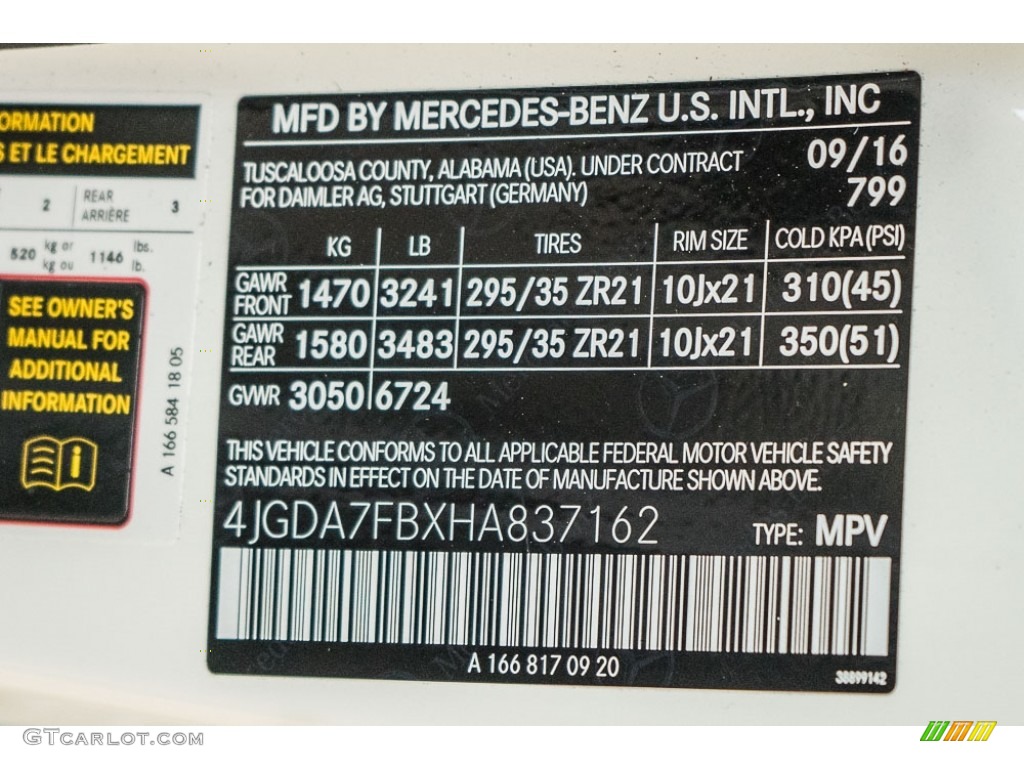 ORMATION
S ET LE CHARGEMENT
2 REAR ARRIÈRE 3
520 kg or kg ou 1146 lbs. lb.
SEE OWNER'S
MANUAL FOR
ADDITIONAL
INFORMATION
A 166 584 18 05
MFD BY MERCEDES-BENZ U.S. INTL., INC
TUSCALOOSA COUNTY, ALABAMA (USA). UNDER CONTRACT 09/16
FOR DAIMLER AG, STUTTGART (GERMANY) 799
KG LB TIRES RIM SIZE COLD KPA (PSI)
GAWR FRONT 1470 3241 295/35 ZR21 10Jx21 310(45)
GAWR REAR 1580 3483 295/35 ZR21 10Jx21 350(51)
GVWR 3050 6724
THIS VEHICLE CONFORMS TO ALL APPLICABLE FEDERAL MOTOR VEHICLE SAFETY
STANDARDS IN EFFECT ON THE DATE OF MANUFACTURE SHOWN ABOVE.
4JGDA7FBXHA837162 TYPE: MPV
A 166 817 09 20
38899142
GTCARLOT.COM